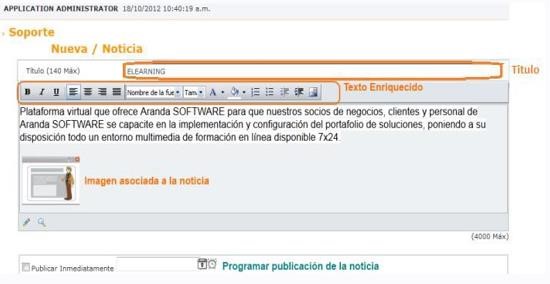 APPLICATION ADMINISTRATOR 18/10/2012 10:40:19 a.m.
Soporte
Nueva / Noticia
Título (140 Máx)
ELEARNING
Título
B I U
Nombre de la fue
Tam
A
Texto Enriquecido
Plataforma virtual que ofrece Aranda SOFTWARE para que nuestros socios de negocios, clientes y personal de
Aranda SOFTWARE se capacite en la implementación y configuración del portafolio de soluciones, poniendo a su
disposición todo un entorno multimedia de formación en línea disponible 7x24.
Imagen asociada a la noticia
(4000 Máx)
Publicar Inmediatamente
Programar publicación de la noticia